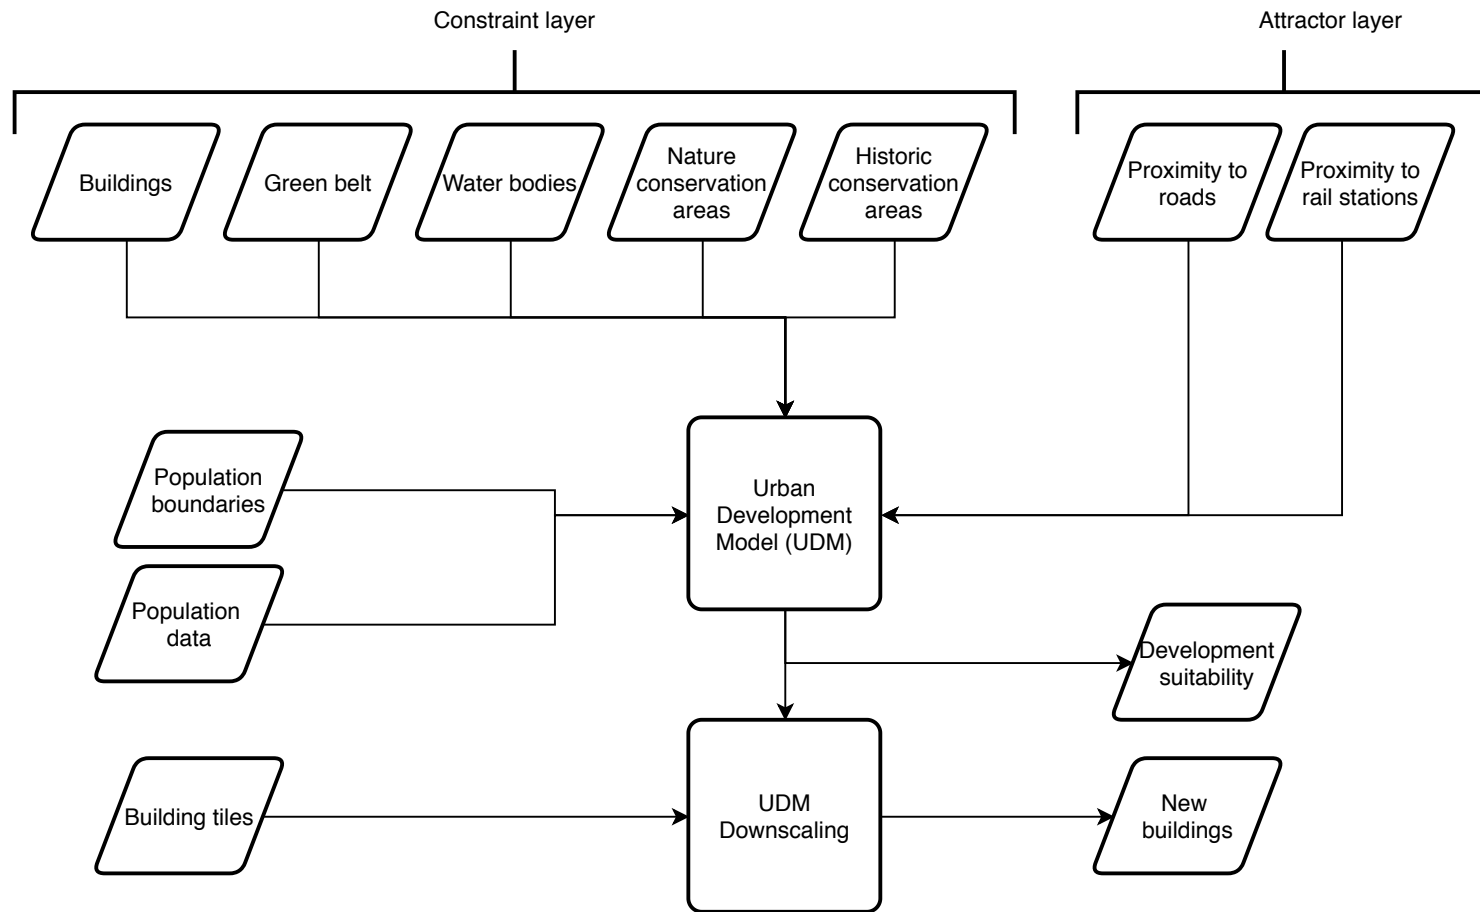 Constraint layer
Attractor layer
Buildings
Green belt
Water bodies
Nature
conservation
areas
Historic
conservation
areas
Proximity to
roads
Proximity to
rail stations
Population
boundaries
Urban
Development
Model (UDM)
Population
data
Development
suitability
Building tiles
UDM
Downscaling
New
buildings